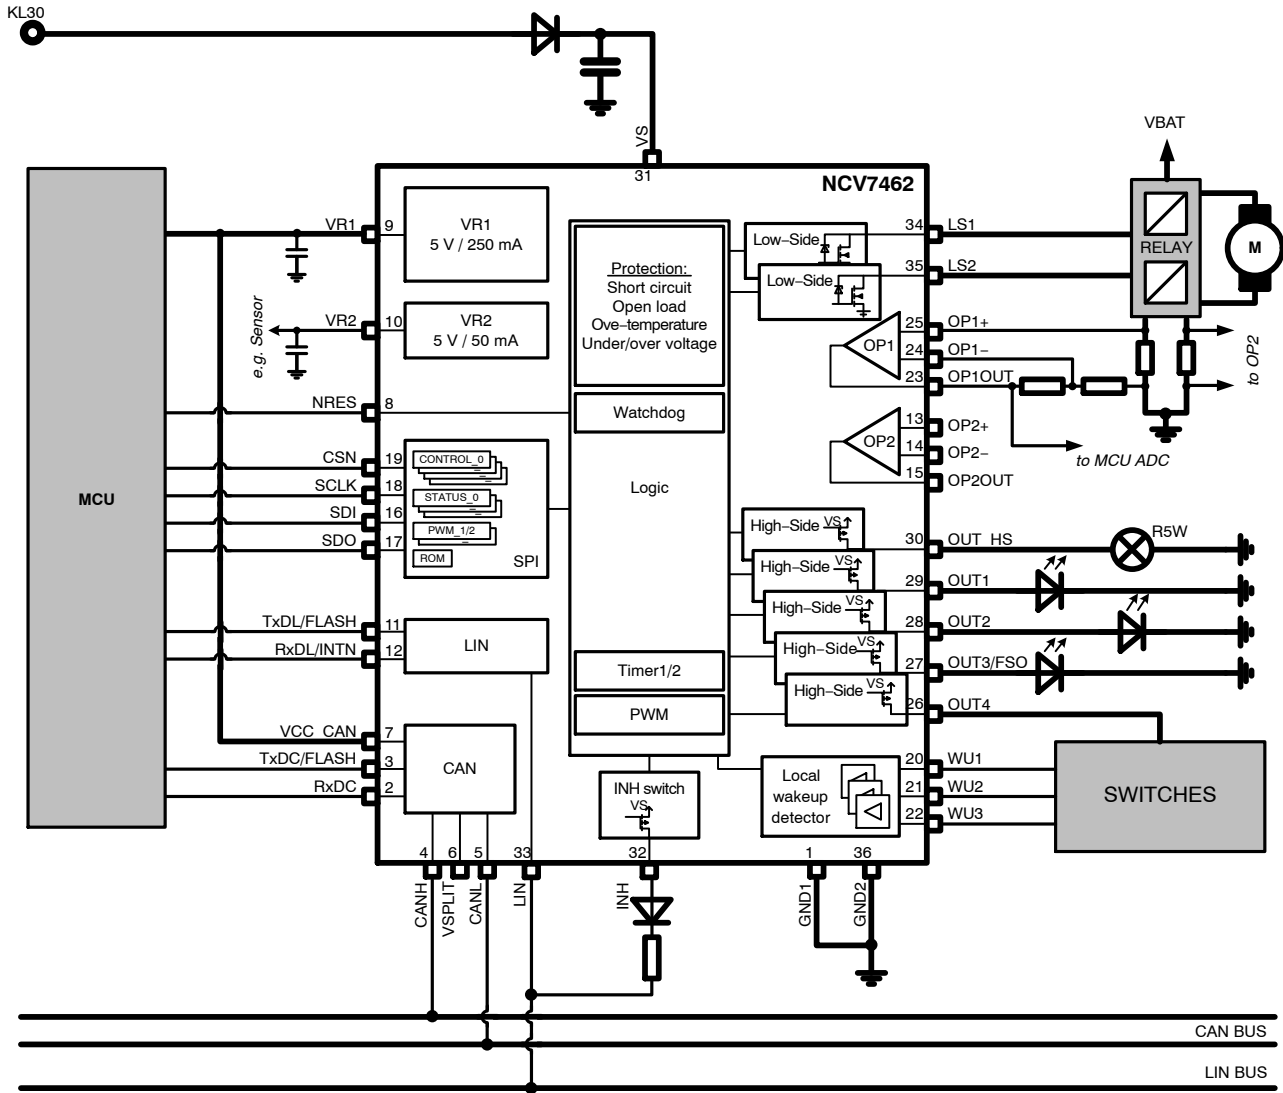 KL30
VS
31
VBAT
NCV7462
MCU
VR1
9
VR1
5 V / 250 mA
VR2
10
VR2
5 V / 50 mA
e.g. Sensor
NRES
8
CSN
19
SCLK
18
SDI
16
SDO
17
CONTROL_0
STATUS_0
PWM_1/2
ROM
SPI
TxDL/FLASH
11
RxDL/INTN
12
LIN
VCC_CAN
7
TxDC/FLASH
3
RxDC
2
CAN
Protection:
Short circuit
Open load
Ove-temperature
Under/over voltage
Watchdog
Logic
Timer1/2
PWM
INH switch
VS
Low-Side
Low-Side
34
LS1
35
LS2
RELAY
M
OP1
25
OP1+
24
OP1-
23
OP1OUT
to OP2
OP2
13
OP2+
14
OP2-
15
OP2OUT
to MCU ADC
High-Side
VS
30
OUT_HS
R5W
High-Side
VS
29
OUT1
High-Side
VS
28
OUT2
High-Side
VS
27
OUT3/FSO
High-Side
VS
26
OUT4
Local
wakeup
detector
20
WU1
21
WU2
22
WU3
SWITCHES
4
6
5
33
32
1
36
CANH
VSPLIT
CANL
LIN
INH
GND1
GND2
CAN BUS
LIN BUS